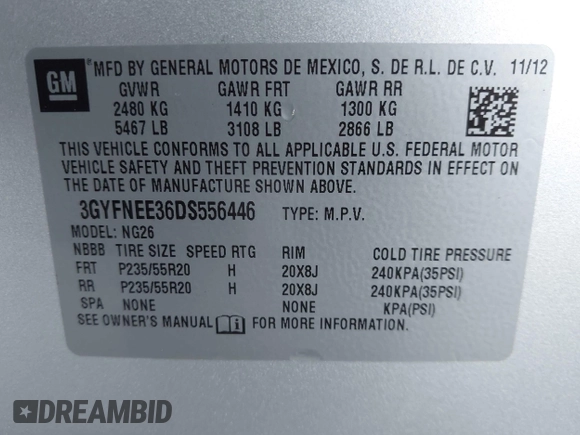 GM MFD BY GENERAL MOTORS DE MEXICO, S. DE R.L. DE C.V. 11/12
GVWR GAWR FRT GAWR RR
2480 KG 1410 KG 1300 KG
5467 LB 3108 LB 2866 LB
THIS VEHICLE CONFORMS TO ALL APPLICABLE U.S. FEDERAL MOTOR
VEHICLE SAFETY AND THEFT PREVENTION STANDARDS IN EFFECT ON
THE DATE OF MANUFACTURE SHOWN ABOVE.
3GYFNEE36DS556446 TYPE: M.P.V.
MODEL: NG26
NBBB TIRE SIZE SPEED RTG RIM COLD TIRE PRESSURE
FRT P235/55R20 H 20X8J 240KPA(35PSI)
RR P235/55R20 H 20X8J 240KPA(35PSI)
SPA NONE NONE KPA(PSI)
SEE OWNER'S MANUAL FOR MORE INFORMATION.
DREAMBID